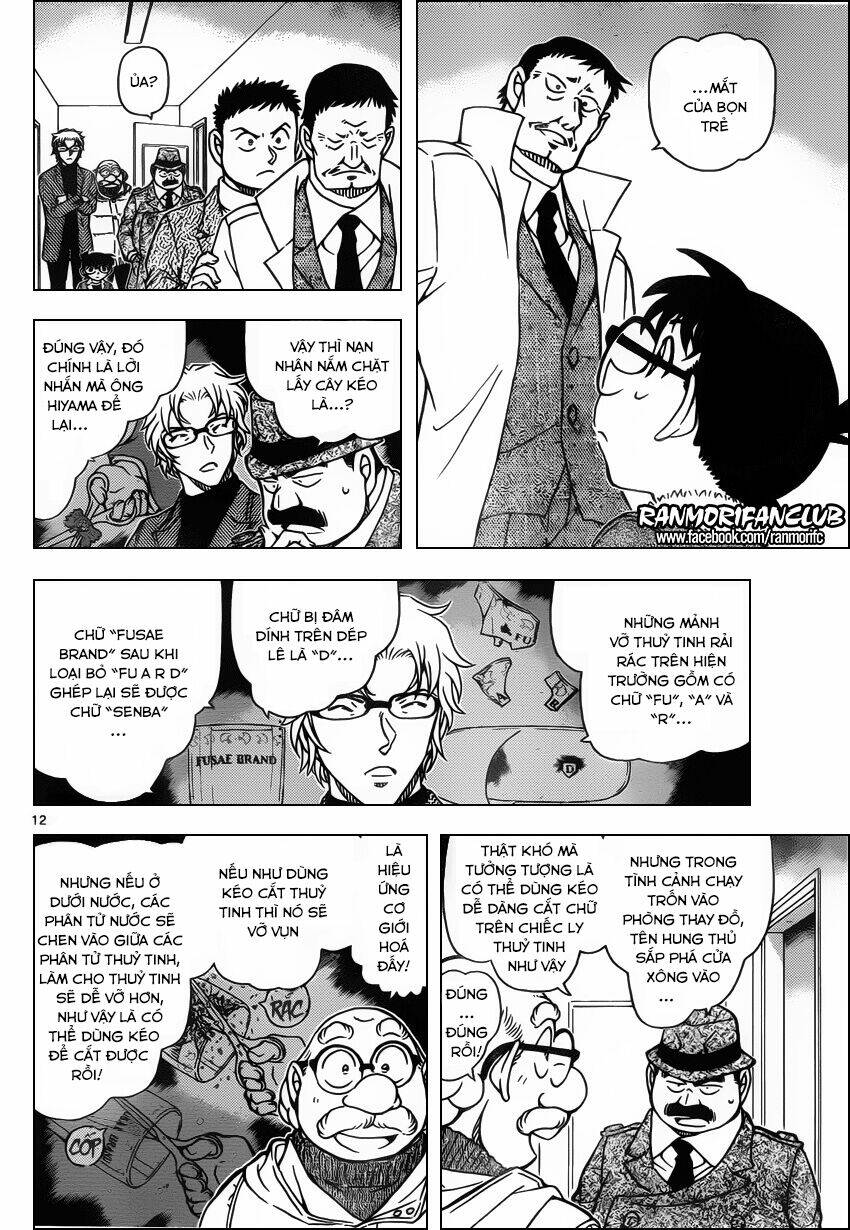 ỦA?
...MẮT
CỦA BỌN
TRẺ
RANMORIFANCLUB
www.facebook.com/ranmorifc
ĐÚNG VẬY, ĐÓ
CHÍNH LÀ LỜI
NHẮN MÀ ÔNG
HIYAMA ĐỂ
LẠI...
VẬY THÌ NẠN
NHÂN NẮM CHẶT
LẤY CÂY KÉO
LÀ...?
CHỮ "FUSAE
BRAND" SAU KHI
LOẠI BỎ "FU A R D"
GHÉP LẠI SẼ ĐƯỢC
CHỮ "SENBA"
...
CHỮ BỊ ĐÂM
DÍNH TRÊN DÉP
LÊ LÀ "D"...
NHỮNG MẢNH
VỠ THUỶ TINH RẢI
RÁC TRÊN HIỆN
TRƯỜNG GỒM CÓ
CHỮ "FU", "A" VÀ
"R"...
FUSAE BRAND
FU
R
D
12
NHƯNG NẾU Ở
DƯỚI NƯỚC, CÁC
PHÂN TỬ NƯỚC SẼ
CHEN VÀO GIỮA CÁC
PHÂN TỬ THUỶ TINH,
LÀM CHO THUỶ TINH
SẼ DỄ VỠ HƠN,
NHƯ VẬY LÀ CÓ
THỂ DÙNG KÉO
ĐỂ CẮT ĐƯỢC
RỒI!
NẾU NHƯ DÙNG
KÉO CẮT THUỶ
TINH THÌ NÓ SẼ
VỠ VỤN
LÀ
HIỆU
ỨNG
CƠ
GIỚI
HOÁ
ĐẤY!
RẮC
CỐP
THẬT KHÓ MÀ
TƯỞNG TƯỢNG LÀ
CÓ THỂ DÙNG KÉO
DỄ DÀNG CẮT CHỮ
TRÊN CHIẾC LY
THUỶ TINH
NHƯ VẬY
NHƯNG TRONG
TÌNH CẢNH CHẠY
TRỐN VÀO
PHÒNG THAY ĐỒ,
TÊN HUNG THỦ
SẮP PHÁ CỬA
XÔNG VÀO
...
ĐÚNG
...
ĐÚNG
RỒI!